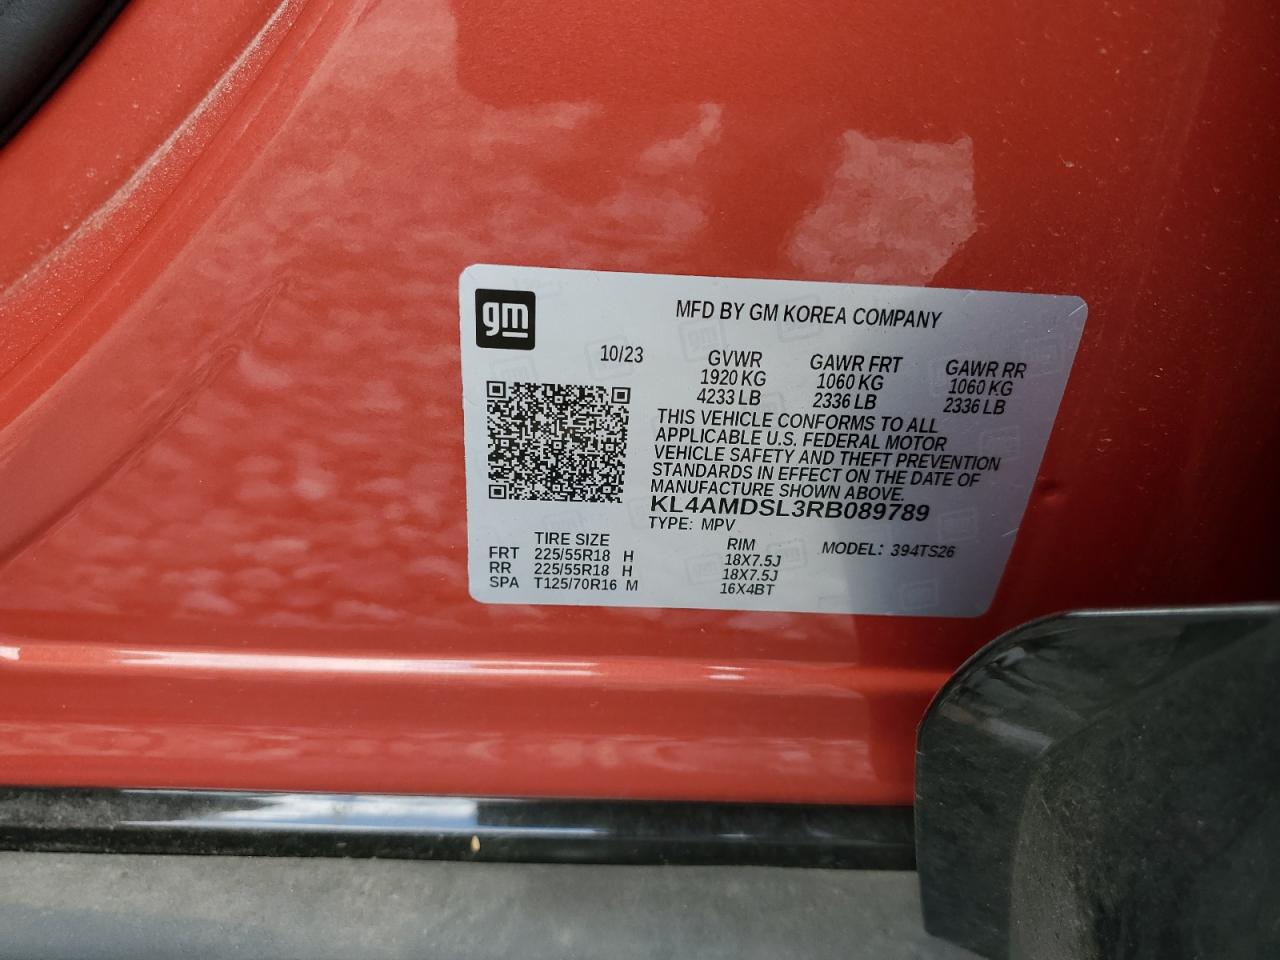 gm
MFD BY GM KOREA COMPANY
10/23 GVWR GAWR FRT GAWR RR
1920 KG 1060 KG 1060 KG
4233 LB 2336 LB 2336 LB
THIS VEHICLE CONFORMS TO ALL
APPLICABLE U.S. FEDERAL MOTOR
VEHICLE SAFETY AND THEFT PREVENTION
STANDARDS IN EFFECT ON THE DATE OF
MANUFACTURE SHOWN ABOVE.
KL4AMDSL3RB089789
TYPE: MPV
TIRE SIZE RIM MODEL: 394TS26
FRT 225/55R18 H 18X7.5J
RR 225/55R18 H 18X7.5J
SPA T125/70R16 M 16X4BT